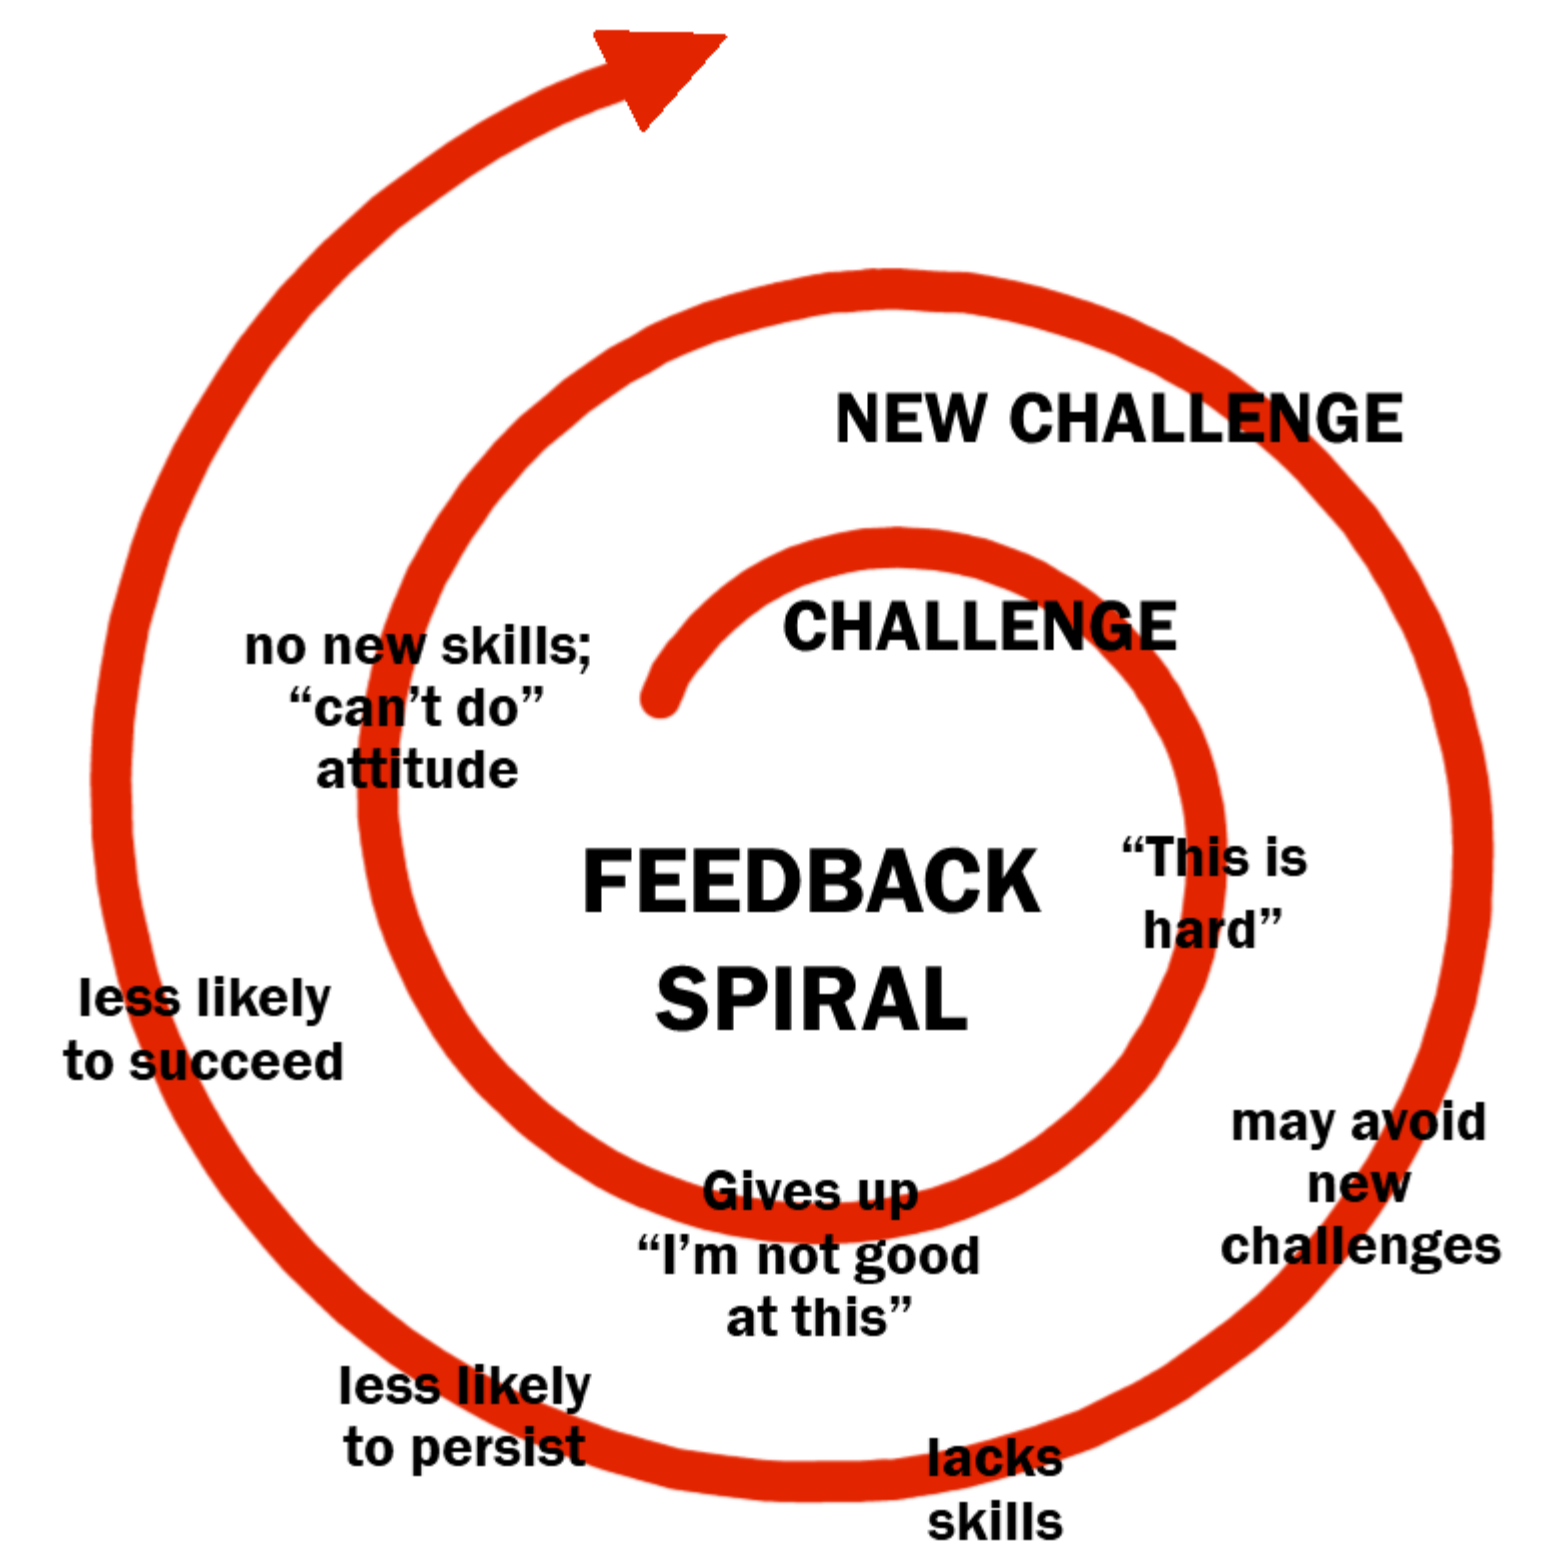 NEW CHALLENGE
CHALLENGE
no new skills;
“can’t do”
attitude
FEEDBACK
SPIRAL
“This is
hard”
less likely
to succeed
may avoid
new
challenges
Gives up
“I’m not good
at this”
less likely
to persist
lacks
skills